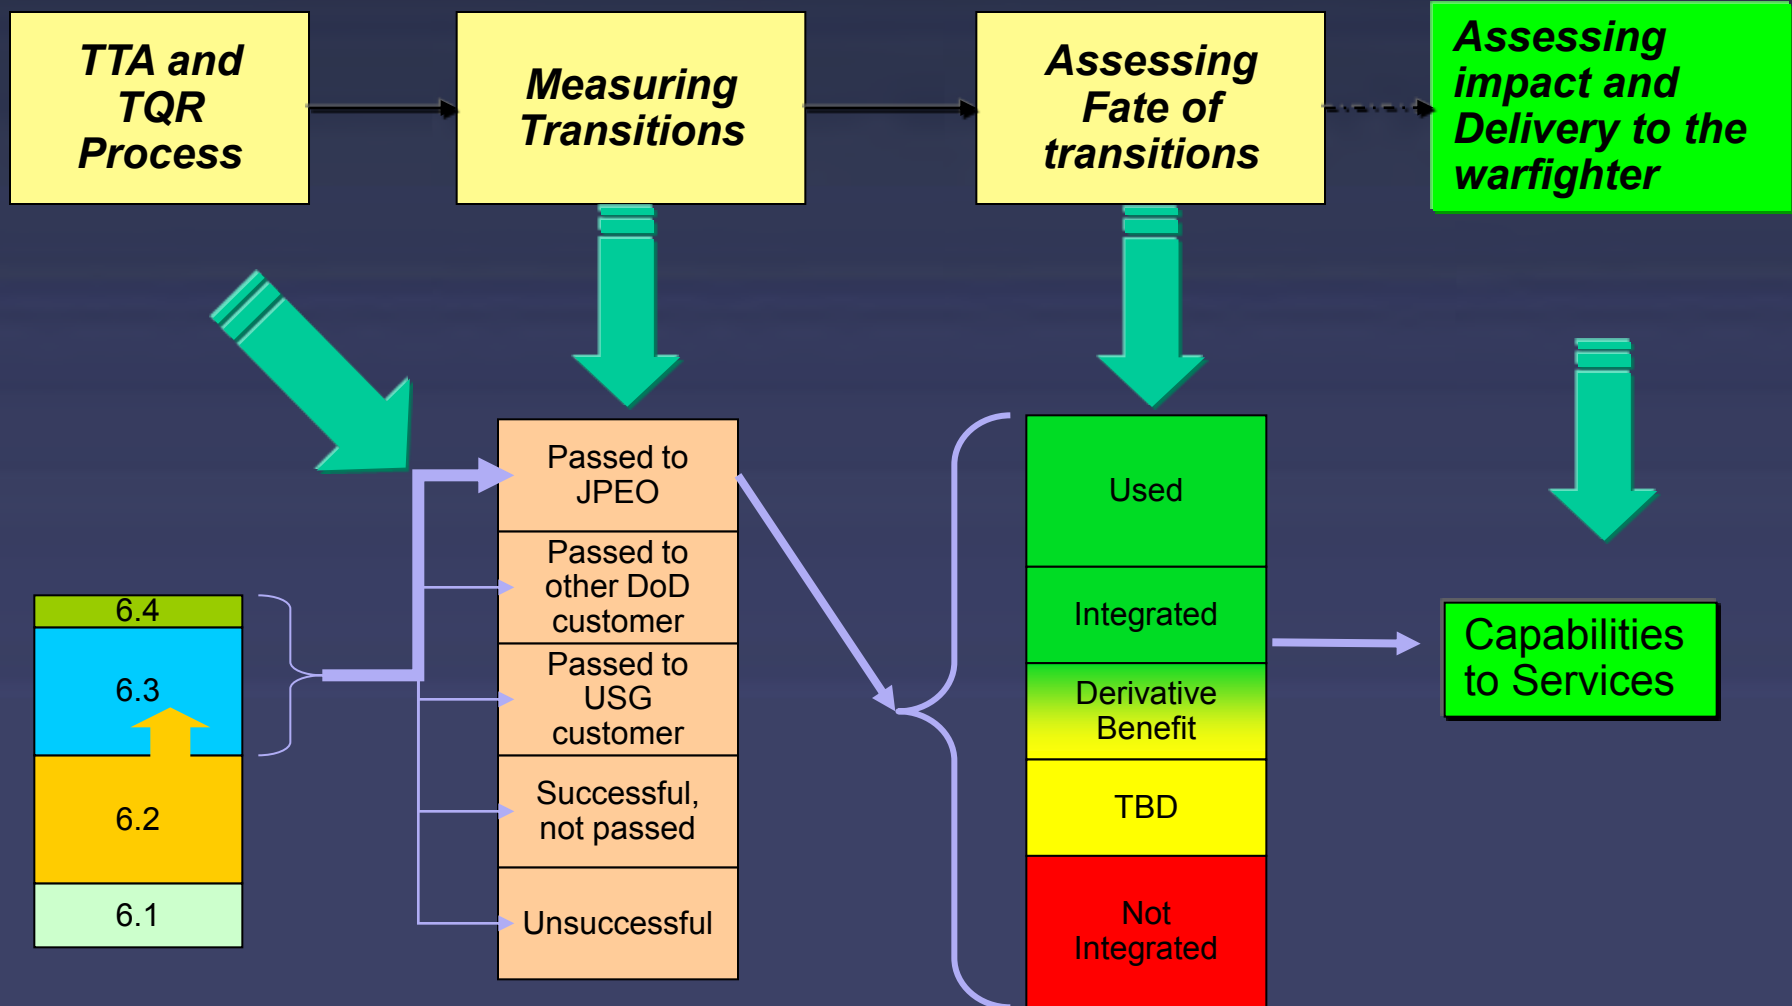 TTA and
TQR
Process
Measuring
Transitions
Assessing
Fate of
transitions
Assessing
impact and
Delivery to the
warfighter
6.4
6.3
6.2
6.1
Passed to
JPEO
Passed to
other DoD
customer
Passed to
USG
customer
Successful,
not passed
Unsuccessful
Used
Integrated
Derivative
Benefit
TBD
Not
Integrated
Capabilities
to Services